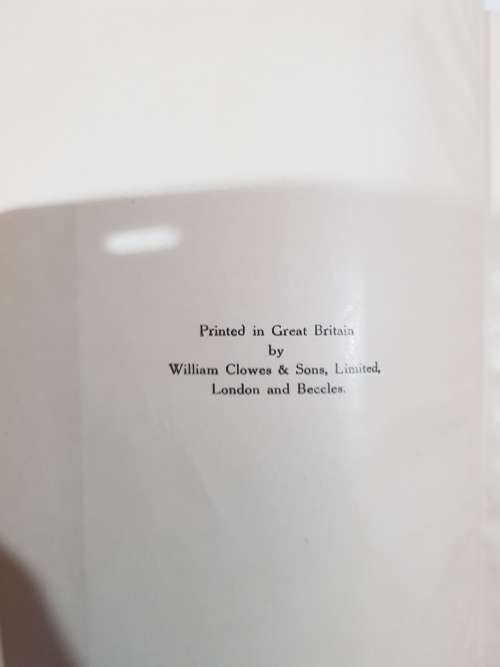 Printed in Great Britain
by
William Clowes & Sons, Limited,
London and Beccles.